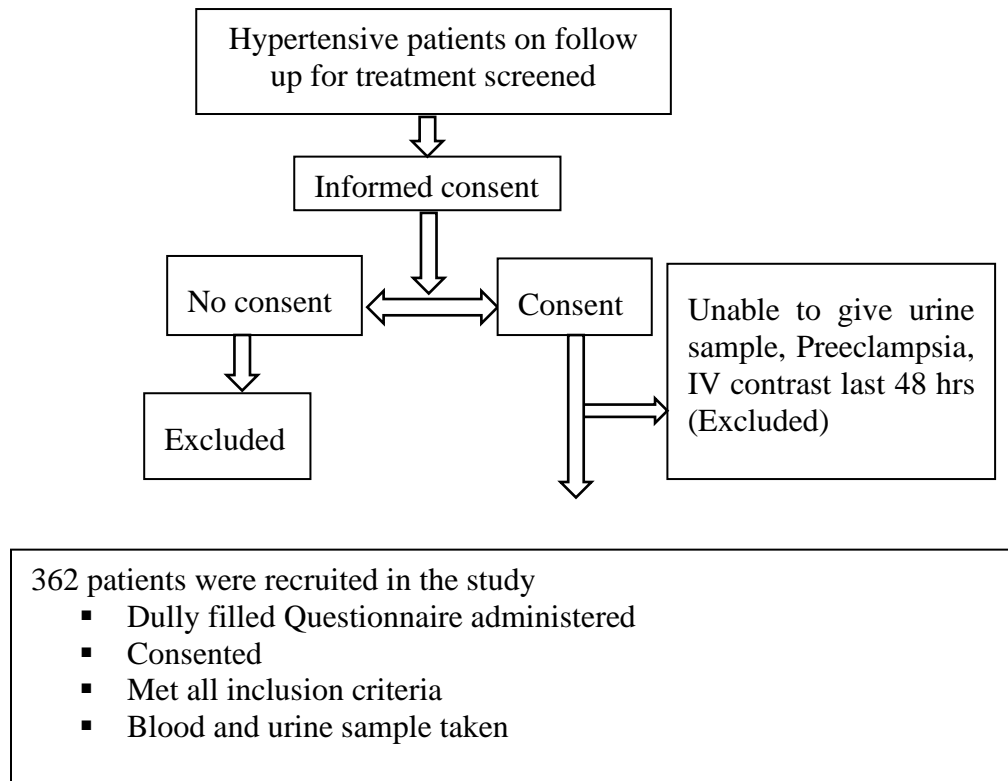 Hypertensive patients on follow
up for treatment screened
Informed consent
No consent
Consent
Unable to give urine
sample, Preeclampsia,
IV contrast last 48 hrs
(Excluded)
Excluded
362 patients were recruited in the study
▪ Dully filled Questionnaire administered
▪ Consented
▪ Met all inclusion criteria
▪ Blood and urine sample taken